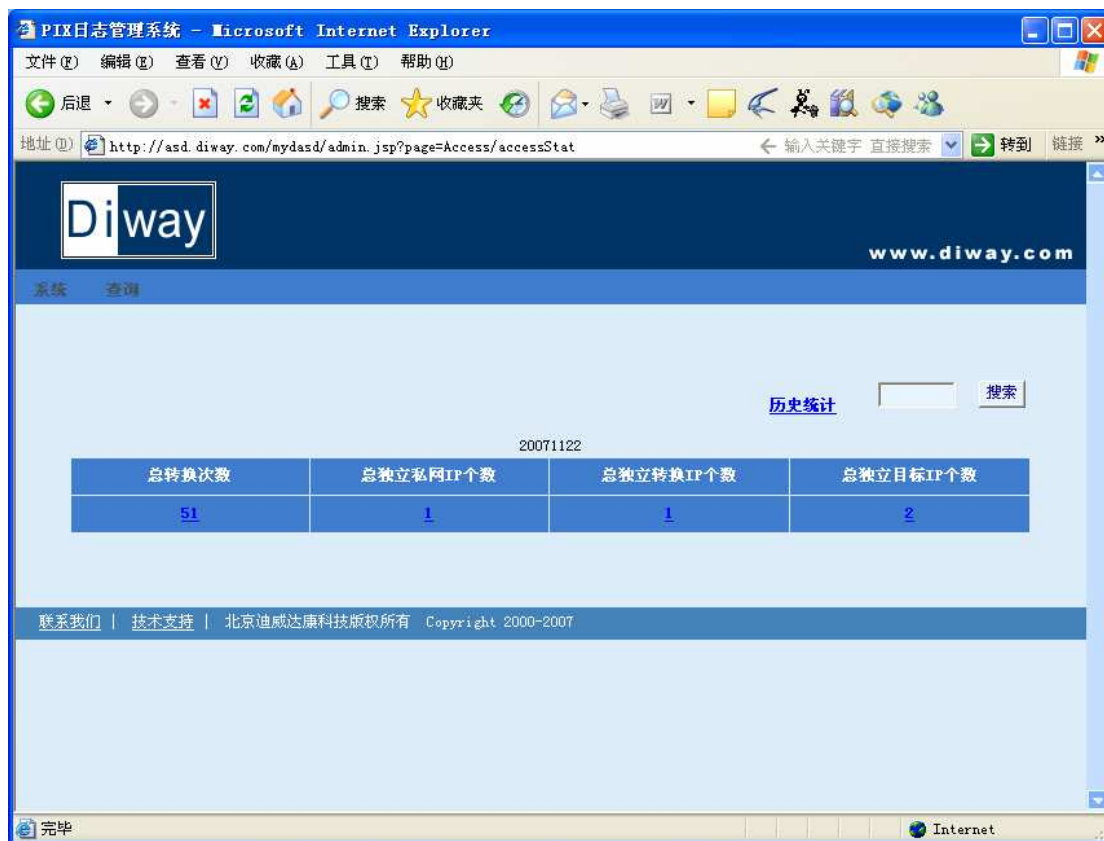 PIX日志管理系统 - Microsoft Internet Explorer
文件(F) 编辑(E) 查看(V) 收藏(A) 工具(T) 帮助(H)
后退 搜索 收藏夹
地址(D) http://asd.diway.com/mydasd/admin.jsp?page=Access/accessStat 输入关键字 直接搜索 转到 链接 »
Diway
www.diway.com
系统 查询
历史统计 搜索
20071122
总转换次数 总独立私网IP个数 总独立转换IP个数 总独立目标IP个数
51 1 1 2
联系我们 | 技术支持 | 北京迪威达康科技版权所有 Copyright 2000-2007
完毕 Internet